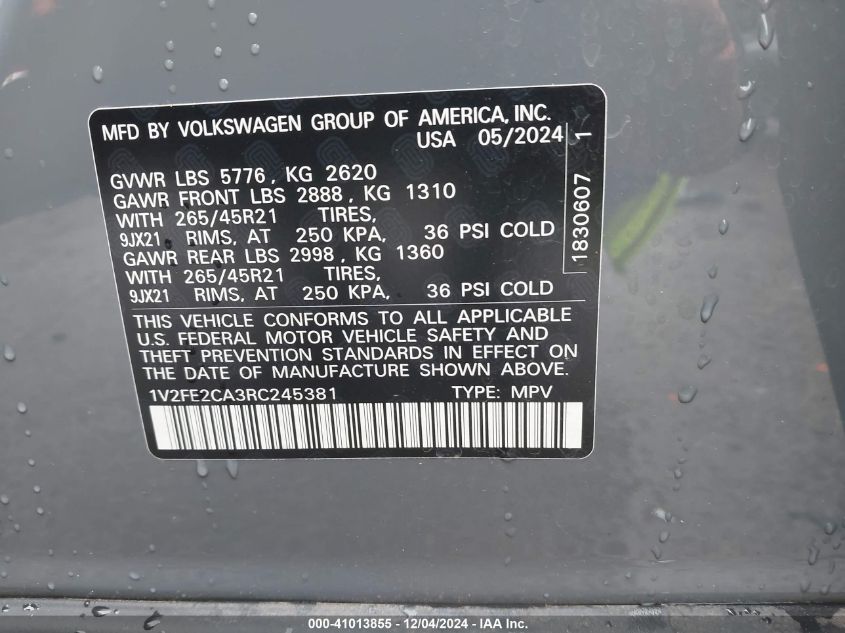 MFD BY VOLKSWAGEN GROUP OF AMERICA, INC.
USA 05/2024
GVWR LBS 5776 , KG 2620
GAWR FRONT LBS 2888 , KG 1310
WITH 265/45R21 TIRES,
9JX21 RIMS, AT 250 KPA, 36 PSI COLD
GAWR REAR LBS 2998 , KG 1360
WITH 265/45R21 TIRES,
9JX21 RIMS, AT 250 KPA, 36 PSI COLD
1830607 1
THIS VEHICLE CONFORMS TO ALL APPLICABLE
U.S. FEDERAL MOTOR VEHICLE SAFETY AND
THEFT PREVENTION STANDARDS IN EFFECT ON
THE DATE OF MANUFACTURE SHOWN ABOVE.
1V2FE2CA3RC245381 TYPE: MPV
000-41013855 - 12/04/2024 - IAA Inc.